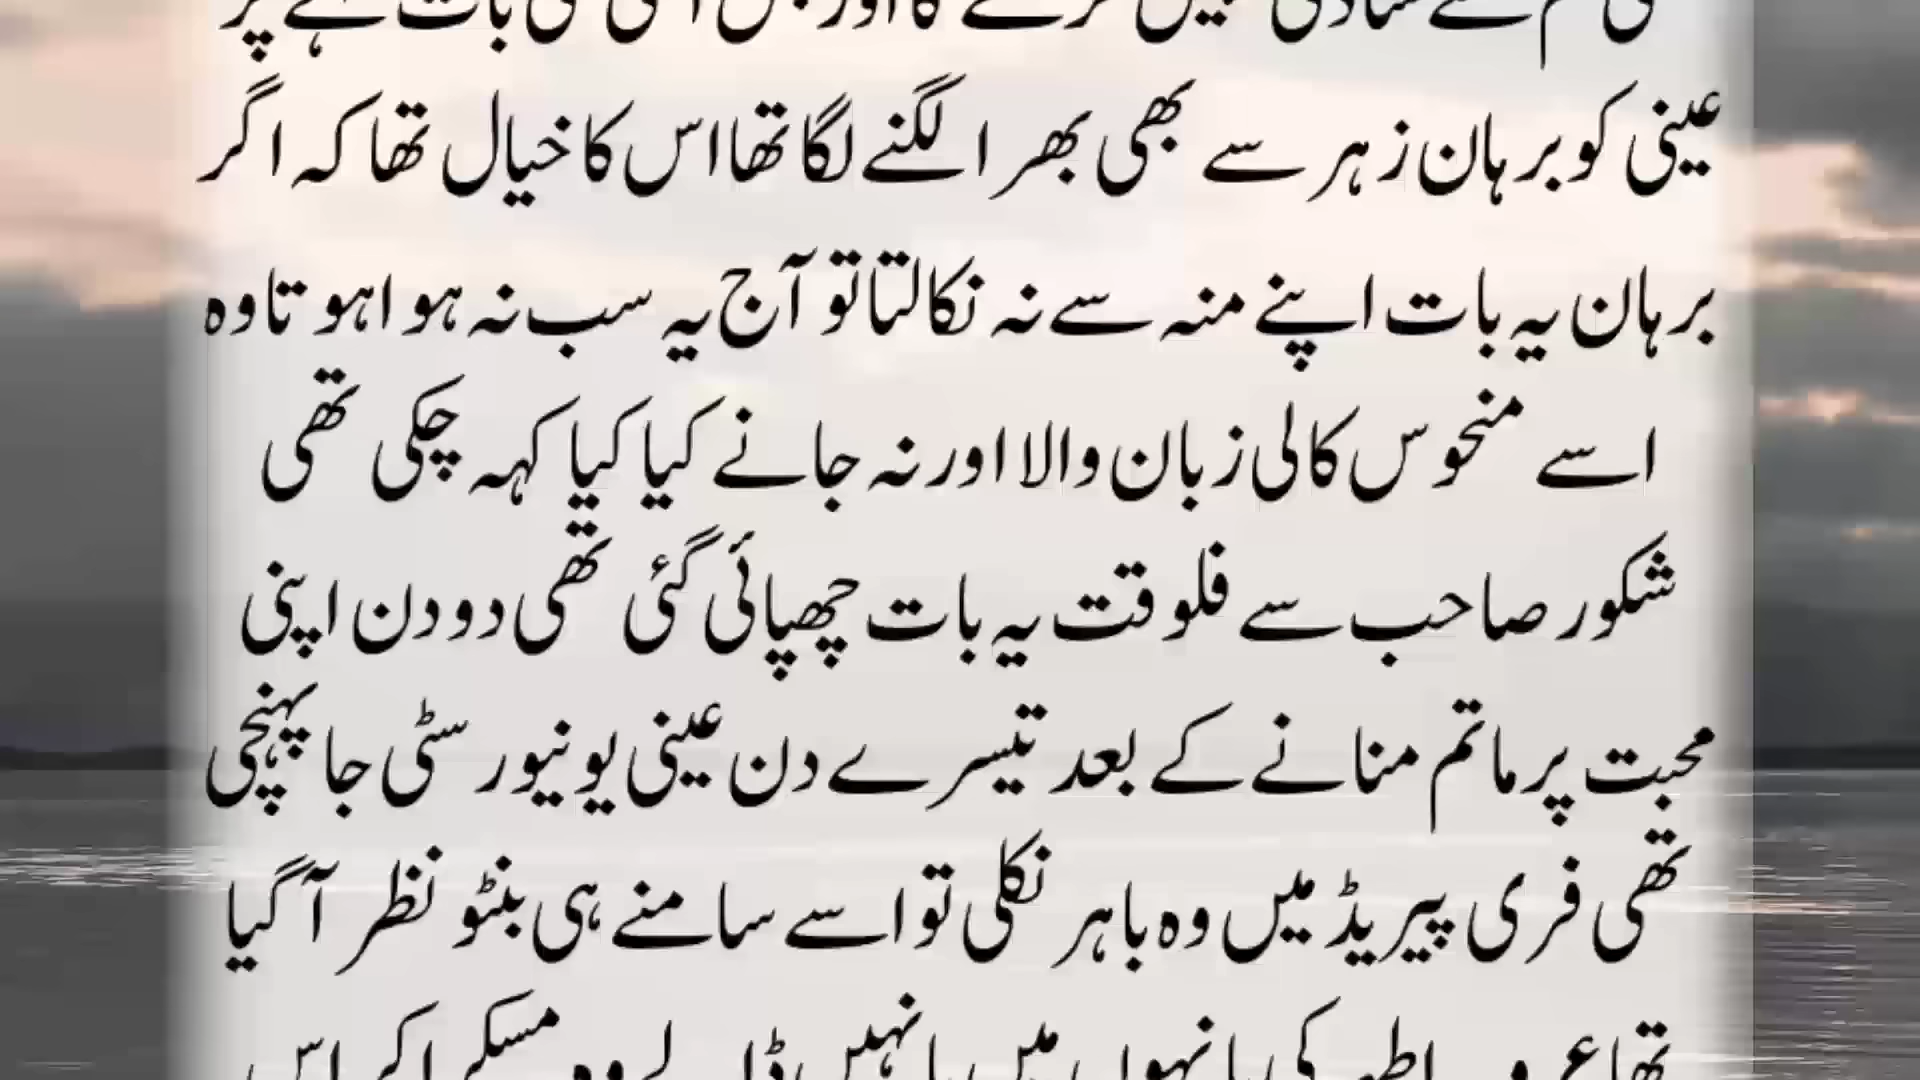 عینی کو برہان زہر سے بھی بھر ا لگنے لگا تھا اس کا خیال تھا کہ اگر
برہان یہ بات اپنے منہ سے نہ نکالتا تو آج یہ سب نہ ہوا ہو تا وہ
اسے منحوس کالی زبان والا اور نہ جانے کیا کیا کہہ چکی تھی
شکور صاحب سے فلوقت یہ بات چھپائی گئی تھی دو دن اپنی
محبت پر ماتم منانے کے بعد تیسرے دن عینی یونیورسٹی جا پہنچی
تھی فری پیریڈ میں وہ باہر نکلی تو اسے سامنے ہی بنٹو نظر آگیا